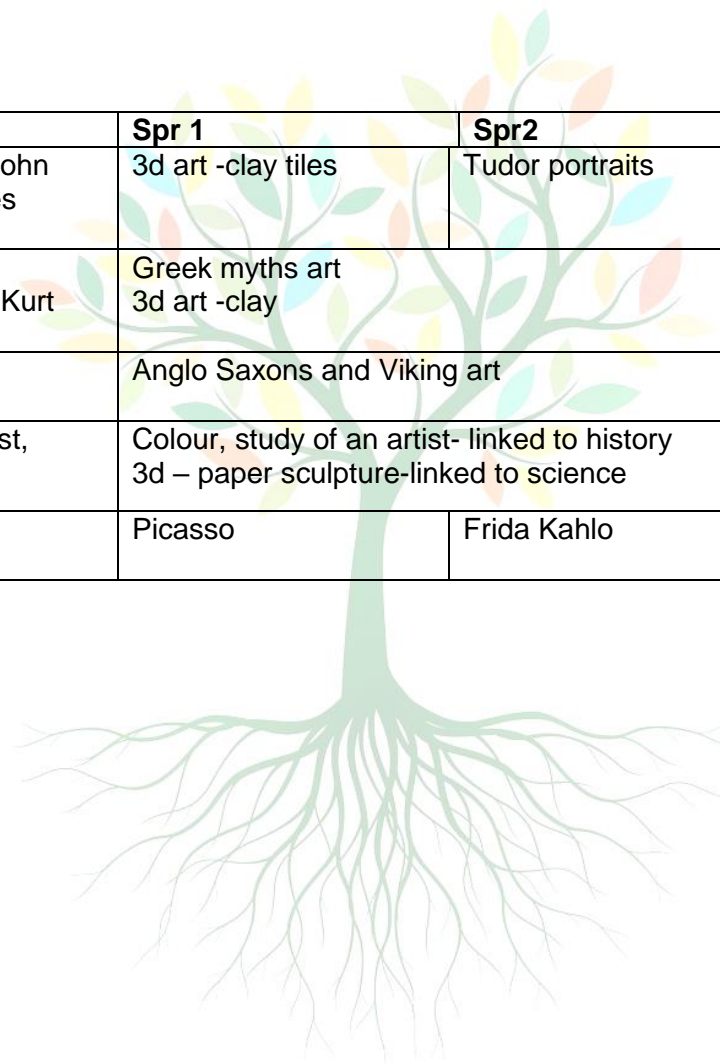 Spr 1 Spr2
ohn 3d art -clay tiles Tudor portraits
s
Greek myths art
Kurt 3d art -clay
Anglo Saxons and Viking art
st, Colour, study of an artist- linked to history
3d – paper sculpture-linked to science
Picasso Frida Kahlo